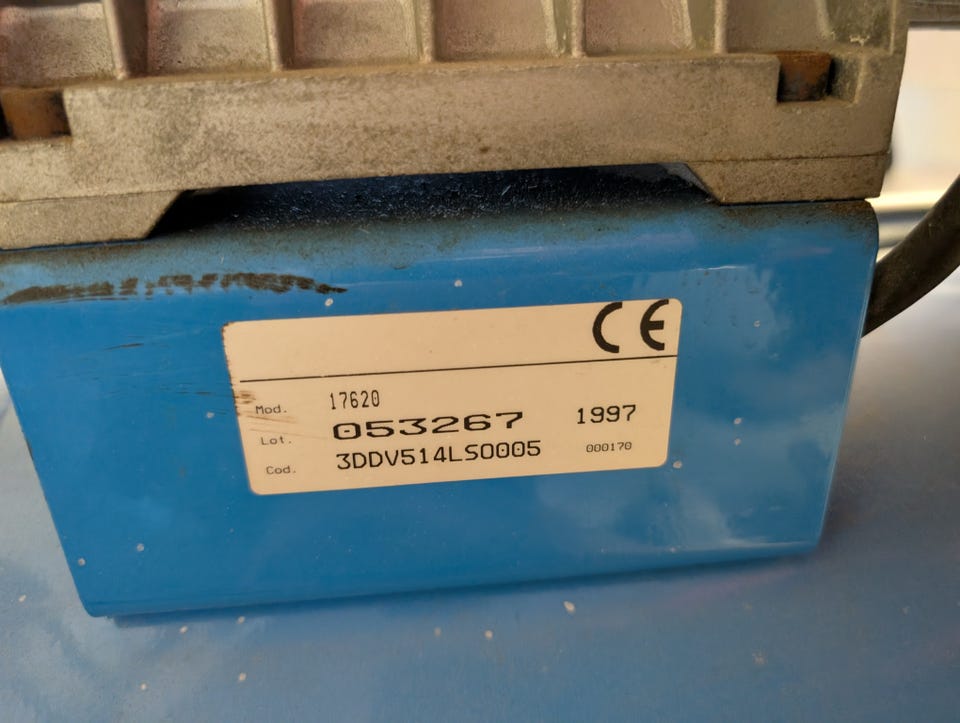 CE
Mod. 17620
Lot. 053267 1997
Cod. 3DDV514LS0005 000170